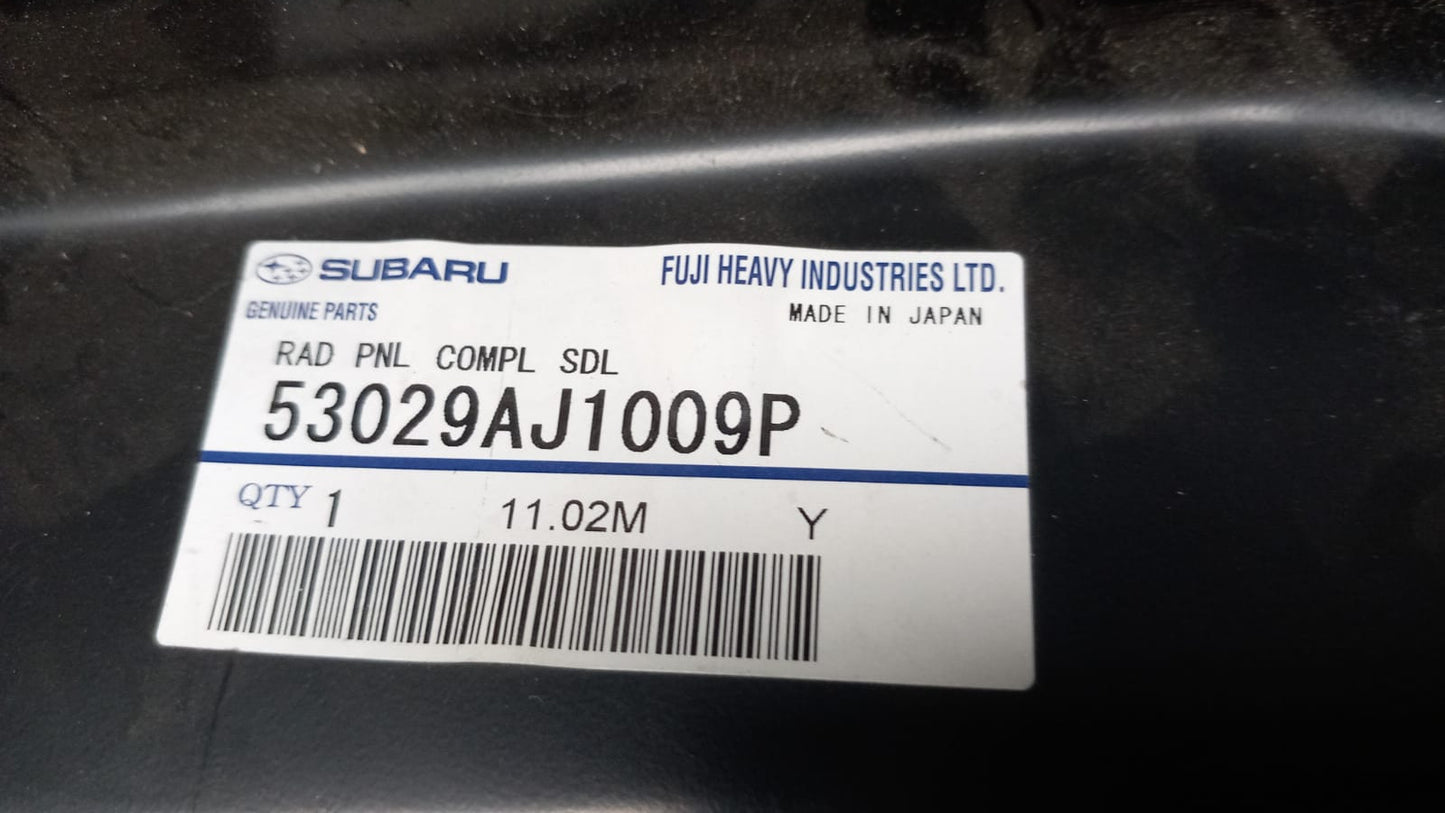 SUBARU FUJI HEAVY INDUSTRIES LTD.
GENUINE PARTS MADE IN JAPAN
RAD PNL COMPL SDL
53029AJ1009P
QTY 1 11.02M Y